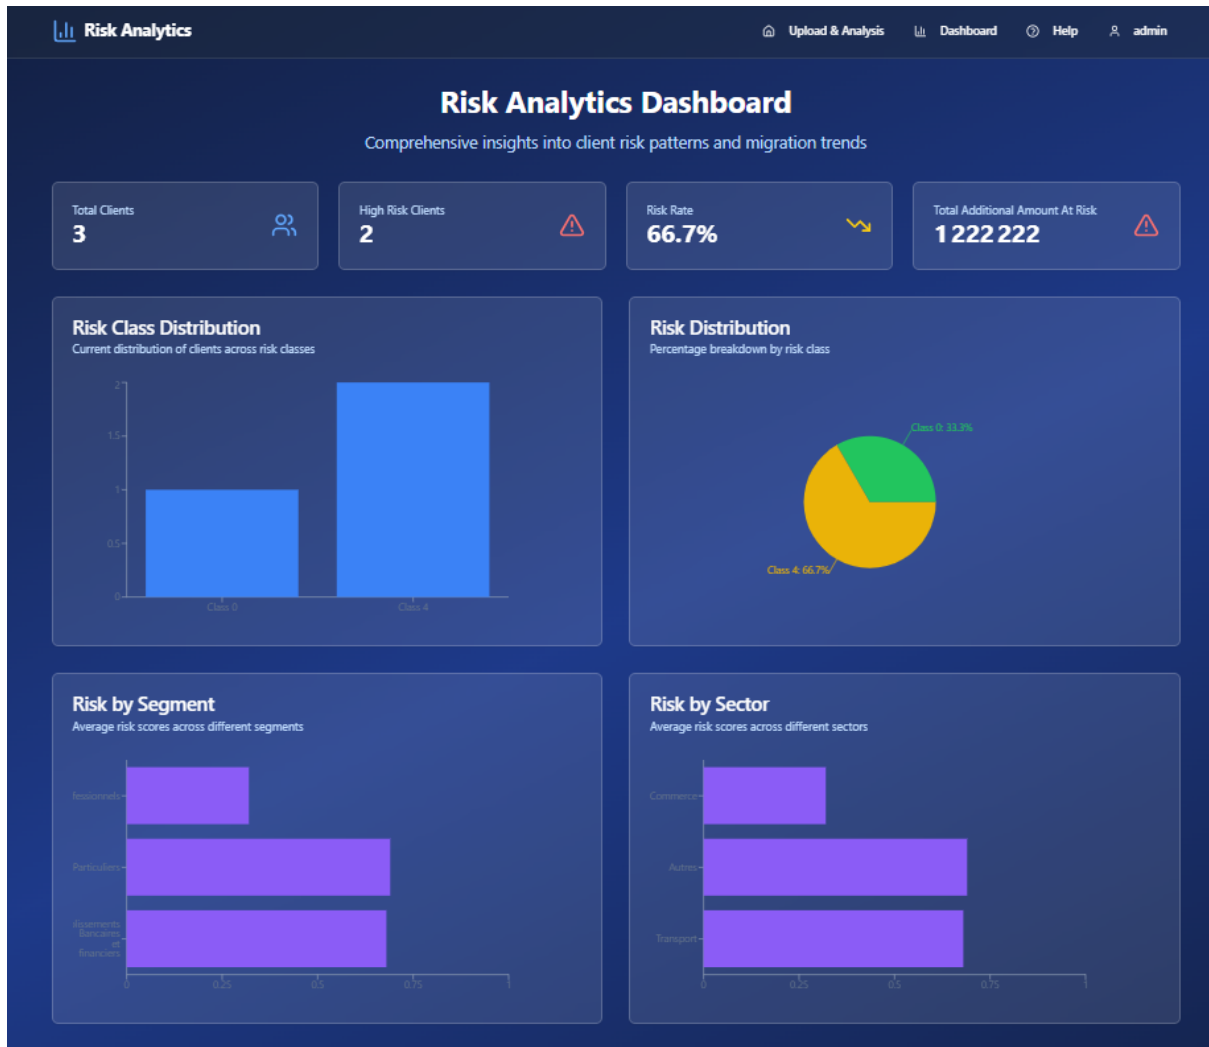 Risk Analytics
Upload & Analysis
Dashboard
Help
admin
Risk Analytics Dashboard
Comprehensive insights into client risk patterns and migration trends
Total Clients
3
High Risk Clients
2
Risk Rate
66.7%
Total Additional Amount At Risk
1 222 222
Risk Class Distribution
Current distribution of clients across risk classes
2
1.5
1
0.5
0
Class 0
Class 4
Risk Distribution
Percentage breakdown by risk class
Class 0: 33.3%
Class 4: 66.7%
Risk by Segment
Average risk scores across different segments
fessionnels
Particuliers
lissements
Bancaires
et
financiers
0
0.25
0.5
0.75
1
Risk by Sector
Average risk scores across different sectors
Commerce
Autres
Transport
0
0.25
0.5
0.75
1